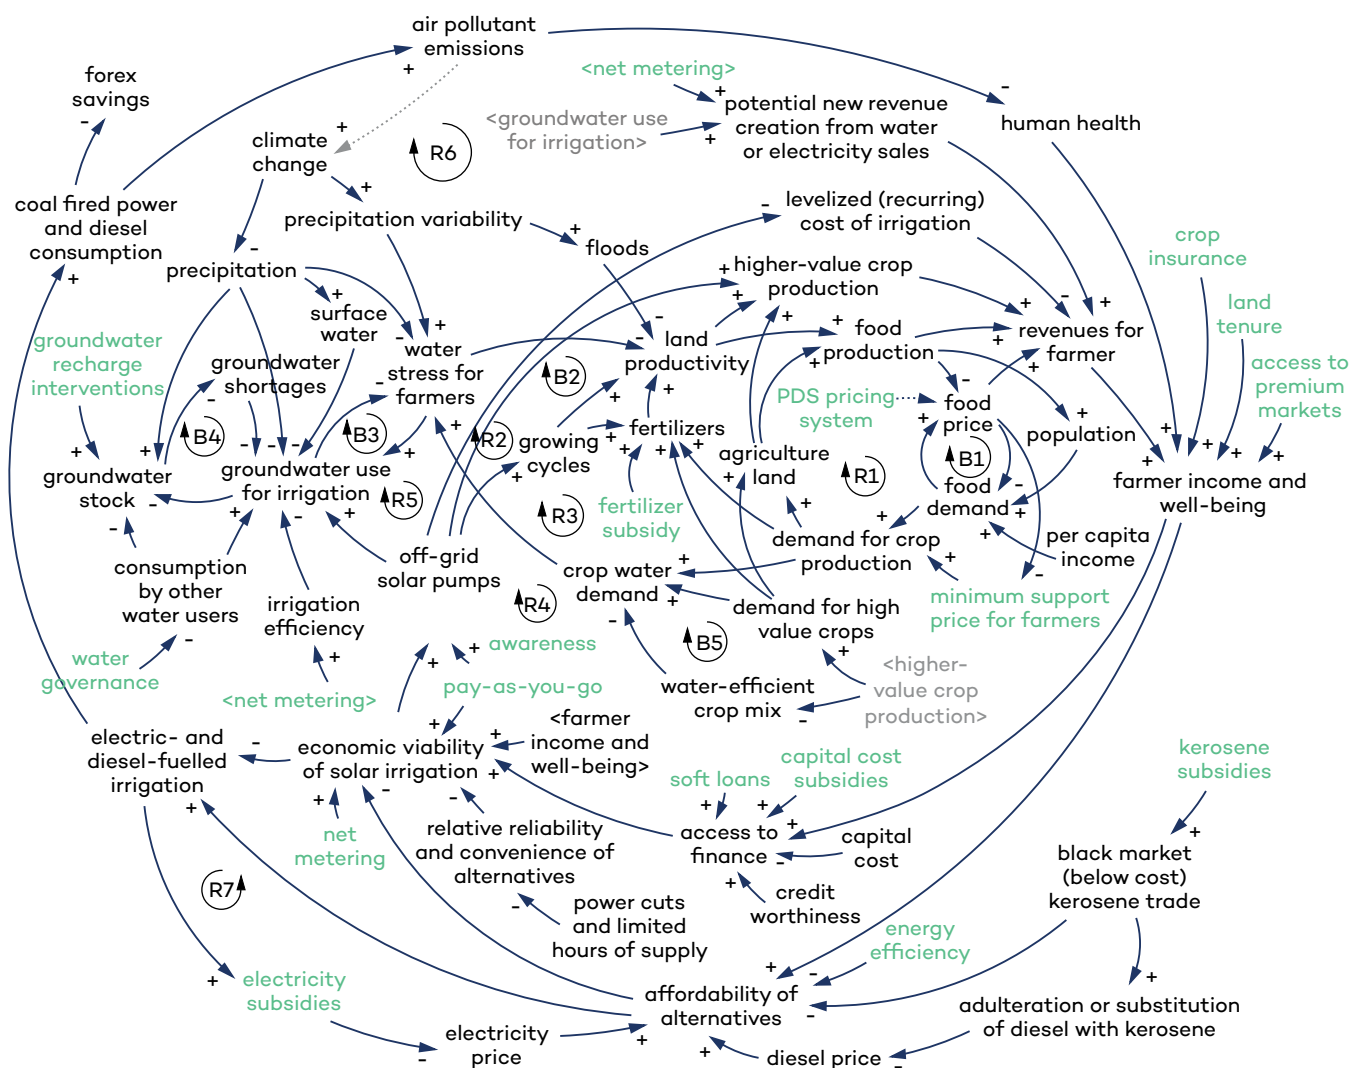 air pollutant
emissions
+
forex
savings
-
<net metering>
+
potential new revenue
creation from water
or electricity sales
<groundwater use
for irrigation>
+
-
human health
climate
change
+
R6
+
coal fired power
and diesel
consumption
+
precipitation variability
+
floods
-
levelized (recurring)
cost of irrigation
crop
insurance
-
precipitation
+
surface
water
+
higher-value crop
production
+
land
tenure
groundwater
recharge
interventions
groundwater
shortages
-
+
-
water
stress for
farmers
-
-
-
land
productivity
+
food
production
+
-
+
+
revenues for
farmer
access to
premium
markets
B2
+
+
+
-
PDS pricing
system
food
price
+
+
population
+
B4
-
-
-
B3
+
+
R2
growing
cycles
+
+
fertilizers
+
+
+
agriculture
land
+
R1
+
B1
-
food
demand
+
+
+
+
+
+
farmer income and
well-being
+
groundwater
stock
-
groundwater use
for irrigation
R5
+
-
-
+
+
R3
fertilizer
subsidy
+
+
demand for crop
production
+
-
per capita
income
consumption
by other
water users
-
off-grid
solar pumps
crop water
demand
+
+
-
minimum support
price for farmers
irrigation
efficiency
+
R4
-
demand for high
value crops
+
B5
water
governance
<net metering>
+
+
awareness
pay-as-you-go
+
water-efficient
crop mix
-
<higher-
value crop
production>
electric- and
diesel-fuelled
irrigation
+
-
economic viability
of solar irrigation
+
-
-
+
+
<farmer
income and
well-being>
soft loans
+
capital cost
subsidies
+
kerosene
subsidies
+
net
metering
relative reliability
and convenience of
alternatives
-
access to
finance
+
-
+
capital
cost
black market
(below cost)
kerosene trade
R7
power cuts
and limited
hours of supply
credit
worthiness
energy
efficiency
+
electricity
subsidies
+
-
affordability of
alternatives
-
+
adulteration or substitution
of diesel with kerosene
-
electricity
price
+
+
diesel price
-